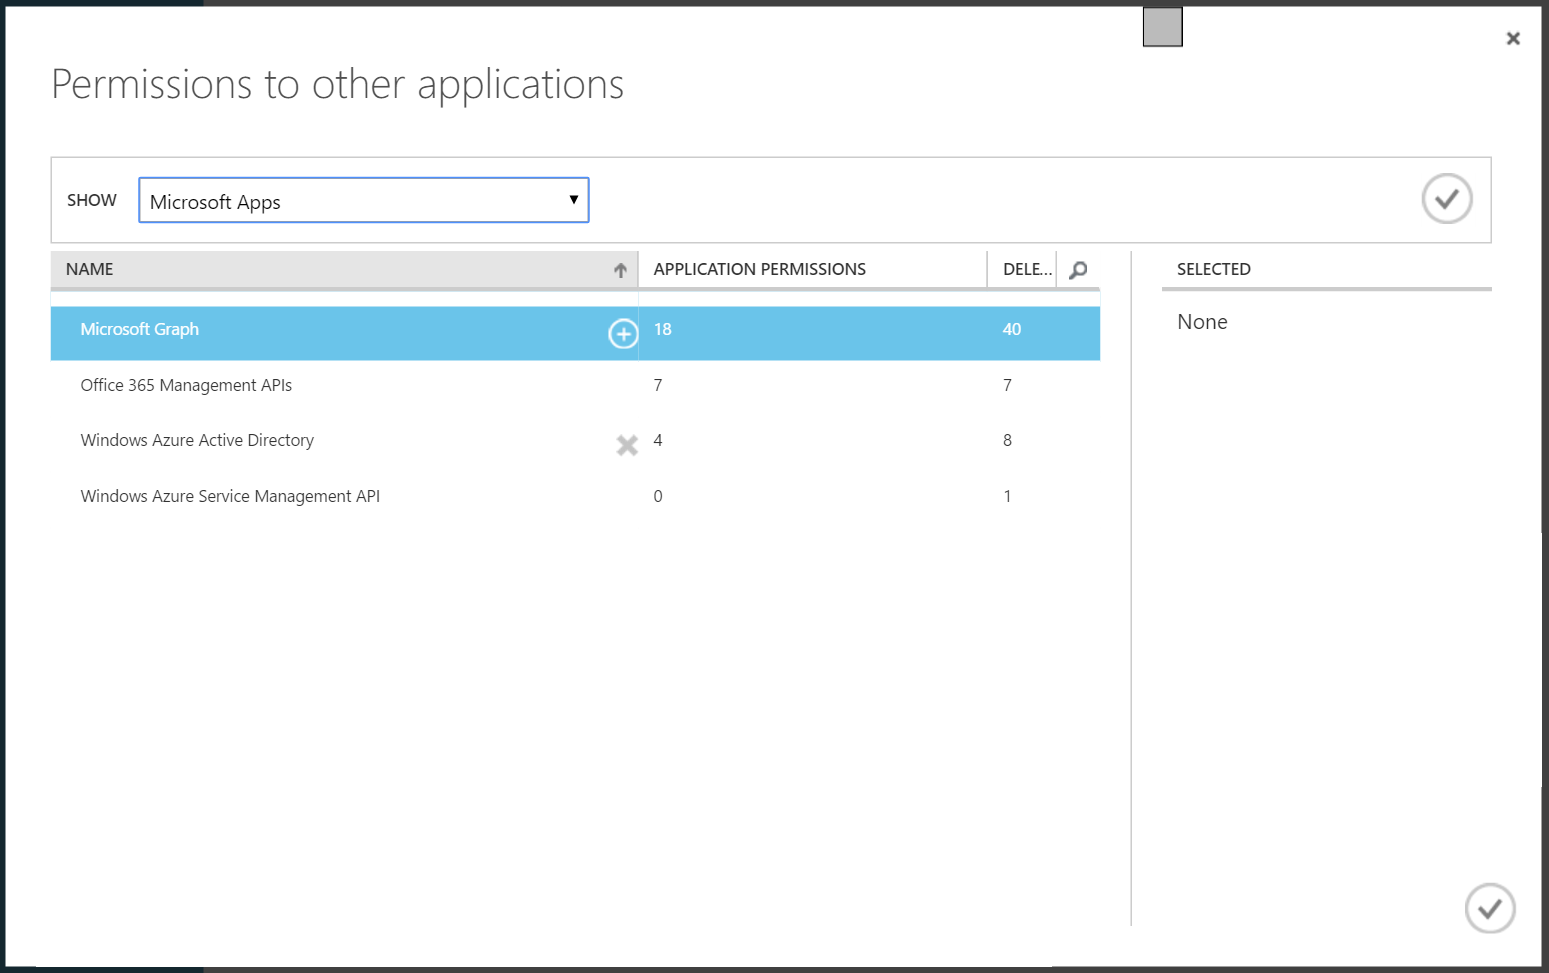 Permissions to other applications
SHOW Microsoft Apps
NAME APPLICATION PERMISSIONS DELE... SELECTED
None
Microsoft Graph 18 40
Office 365 Management APIs 7 7
Windows Azure Active Directory 4 8
Windows Azure Service Management API 0 1